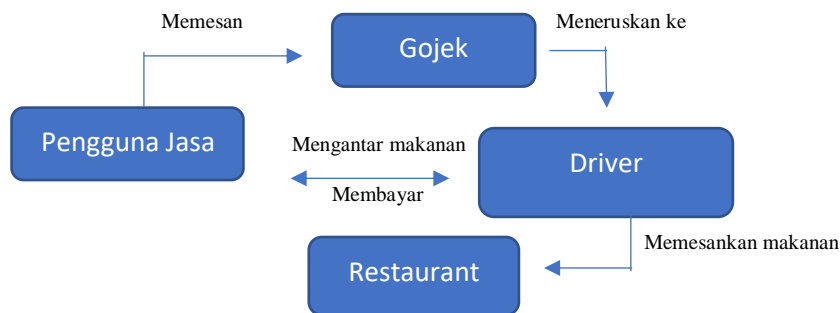 Memesan
Gojek
Meneruskan ke
Pengguna Jasa
Mengantar makanan
Membayar
Driver
Memesankan makanan
Restaurant